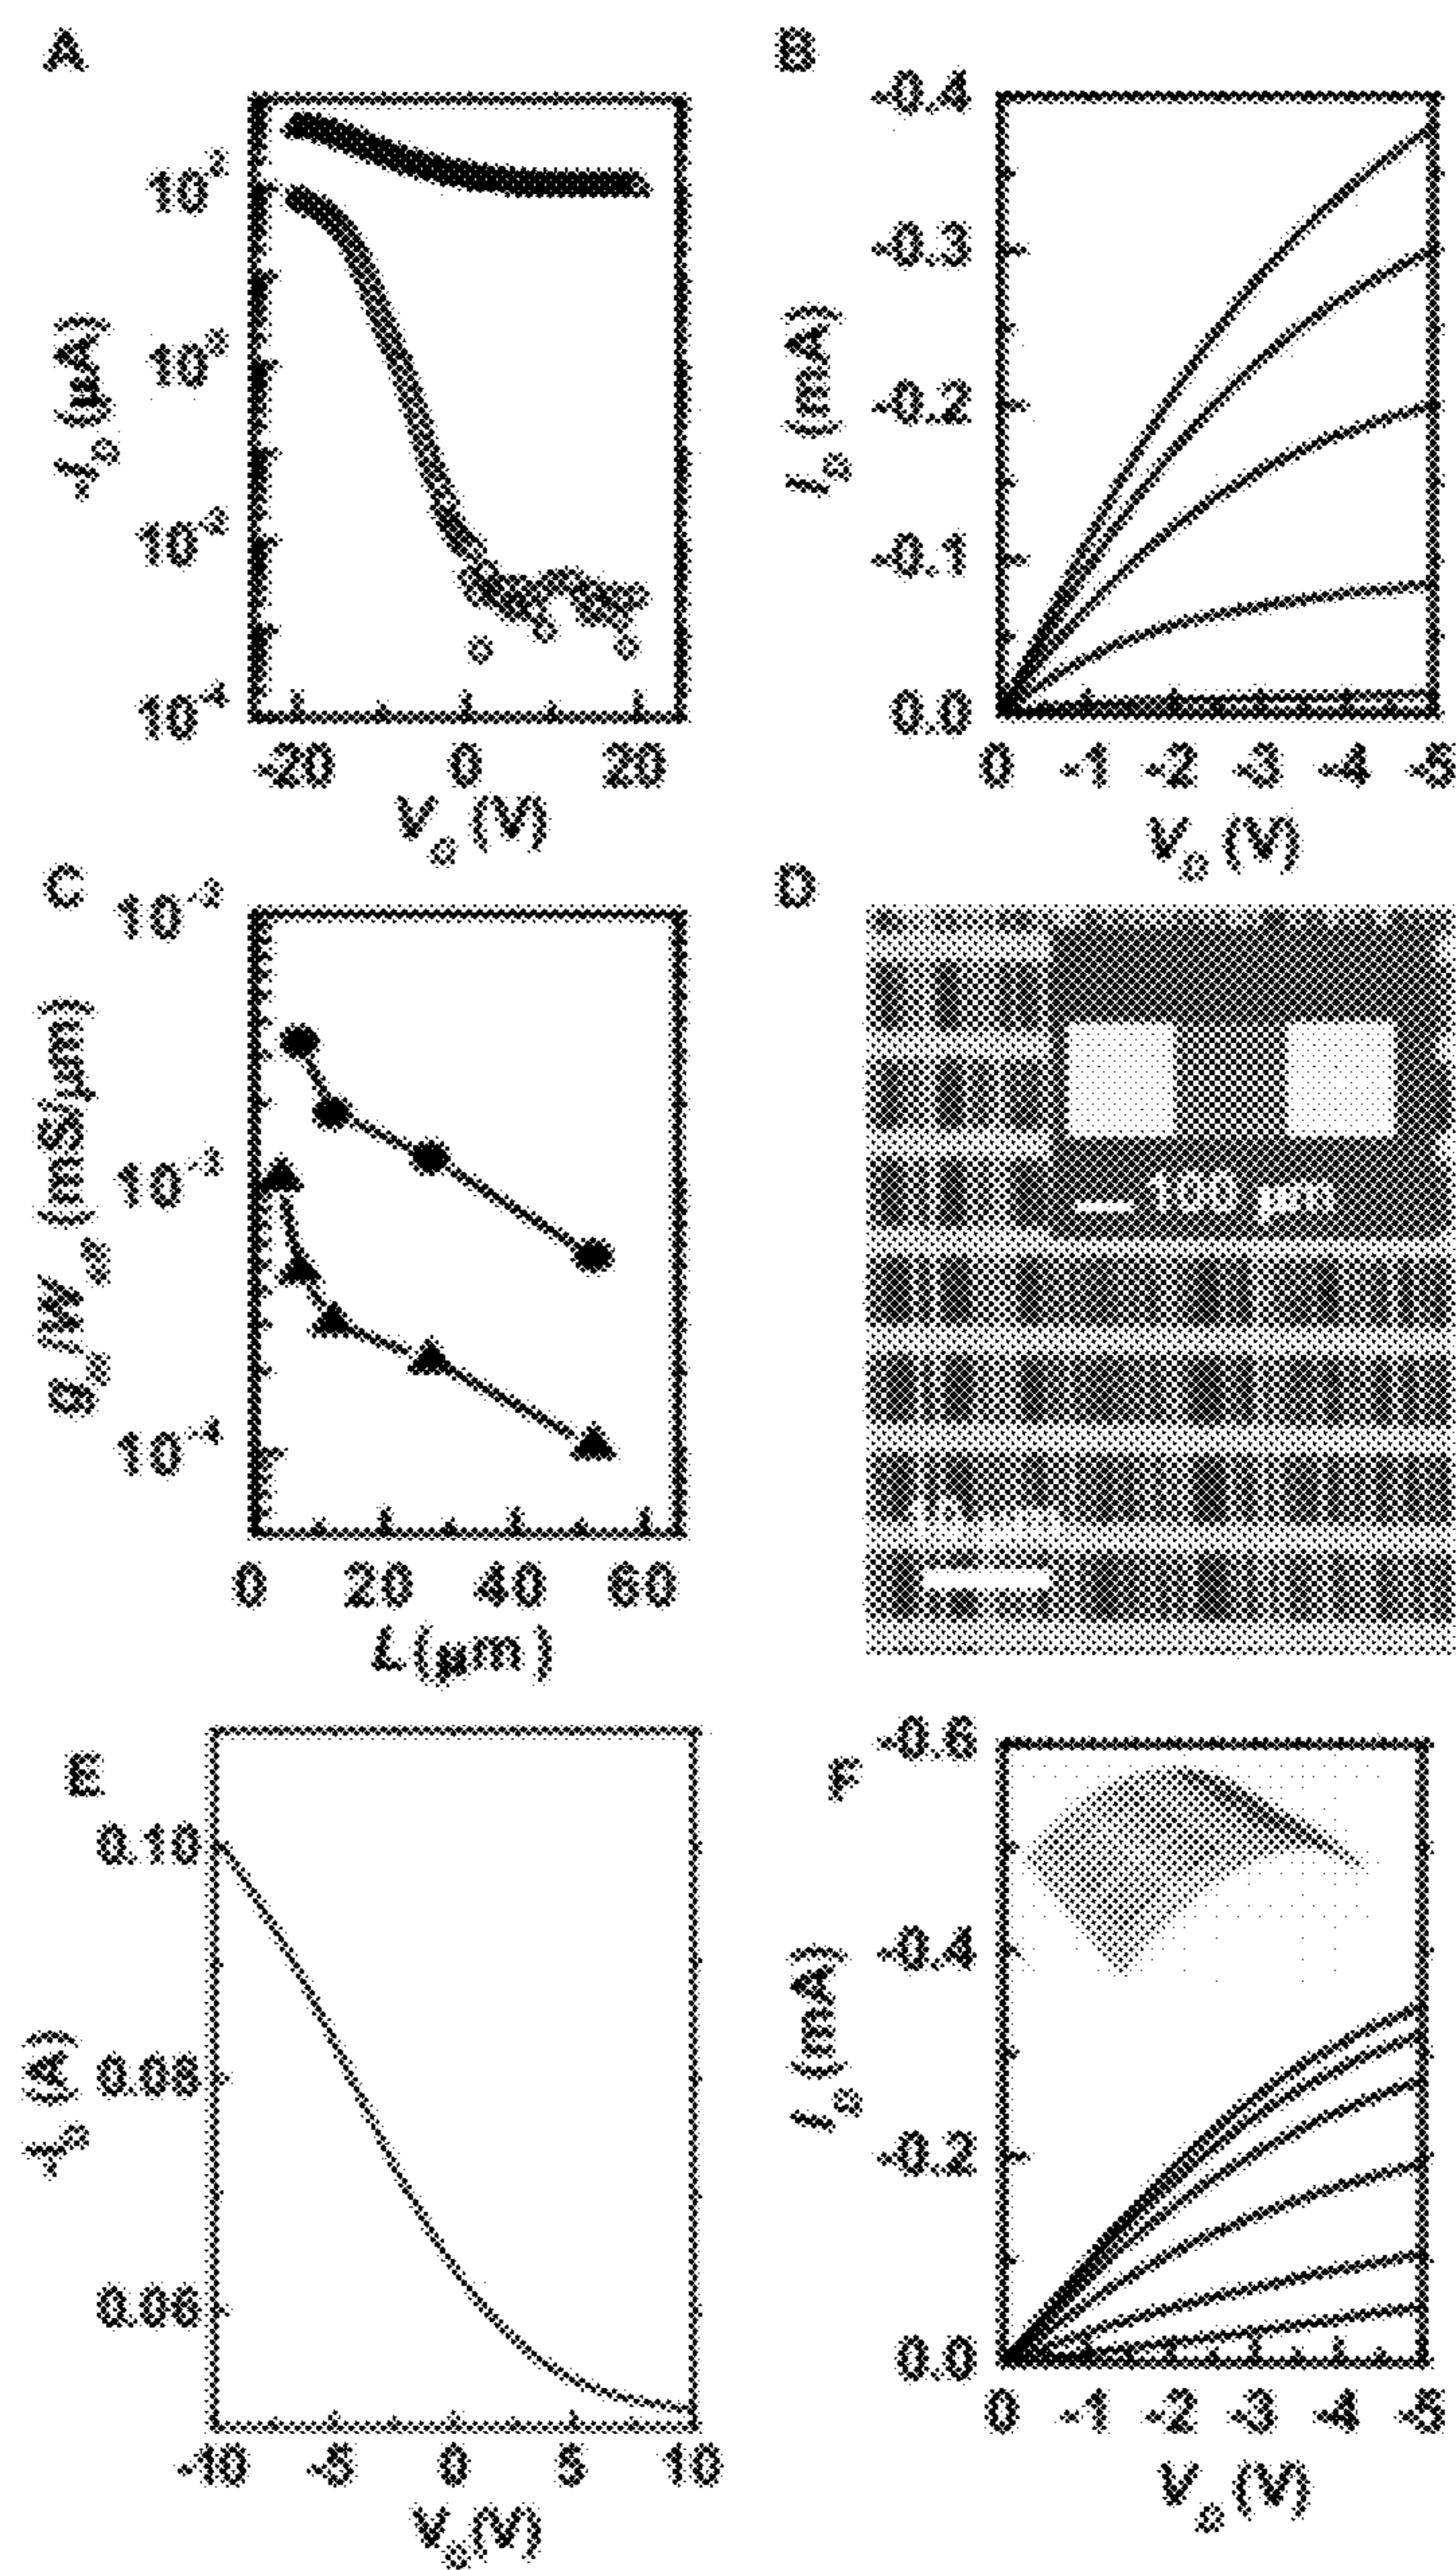 A
10²
10⁰
10⁻²
10⁻⁴
-I_D (μA)
-20 0 20
V_G (V)
B
-0.4
-0.3
-0.2
-0.1
0.0
I_D (mA)
0 -1 -2 -3 -4 -5
V_D (V)
C
10⁻²
10⁻³
10⁻⁴
(mS/μm)
0 20 40 60
L (μm)
D
100 μm
E
0.10
0.08
0.06
(A)
-10 -5 0 5 10
V_G (V)
F
-0.6
-0.4
-0.2
0.0
I_D (mA)
0 -1 -2 -3 -4 -5
V_D (V)